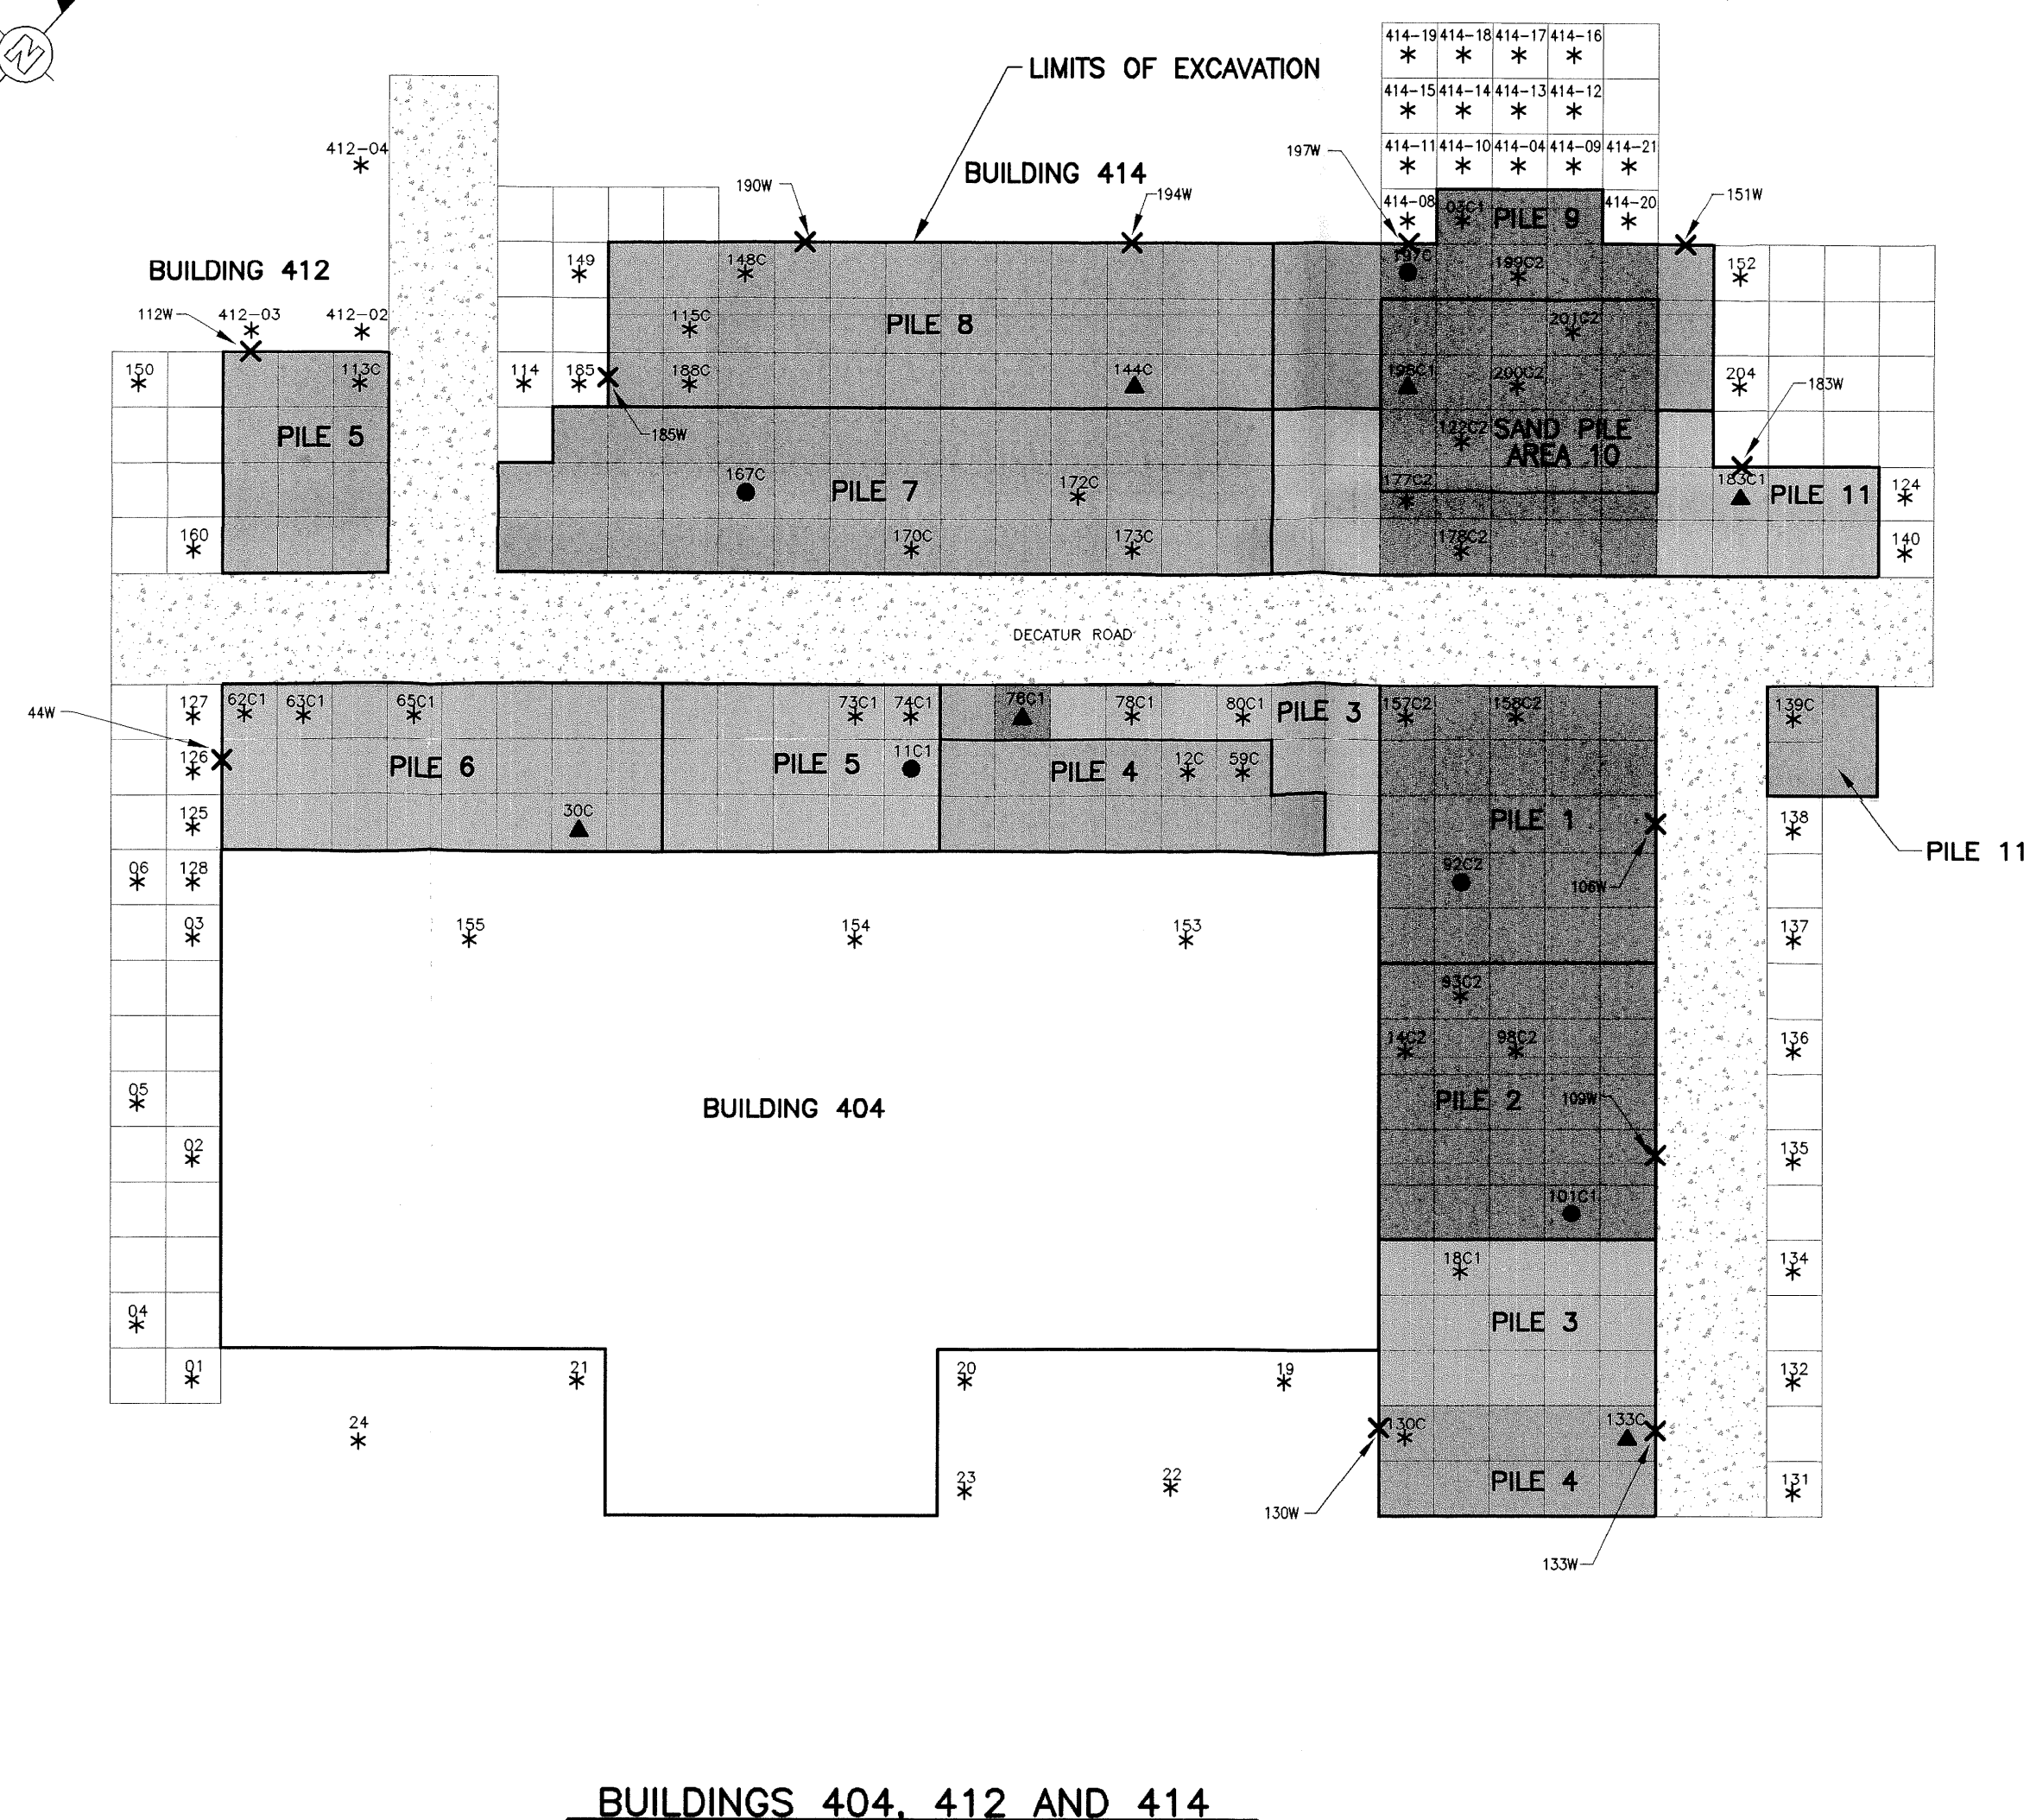 N
414-19 414-18 414-17 414-16
LIMITS OF EXCAVATION
414-15 414-14 414-13 414-12
412-04
197W
414-11 414-10 414-04 414-09 414-21
BUILDING 414
190W
194W
151W
414-08 03C1 PILE 9 414-20
BUILDING 412
149
148C
197C
199C2
152
112W
412-03
412-02
115C
PILE 8
201C2
150
113C
114
185
188C
144C
198C1
200C2
204
183W
PILE 5
185W
122C2
SAND PILE
AREA 10
167C
PILE 7
172C
177C2
183C1
PILE 11
124
160
170C
173C
178C2
140
DECATUR ROAD
44W
127
62C1
63C1
65C1
73C1
74C1
76C1
78C1
80C1
PILE 3
157C2
158C2
139C
126
PILE 6
PILE 5
11C1
PILE 4
12C
59C
125
30C
PILE 1
138
PILE 11
06
128
92C2
106W
03
155
154
153
137
93C2
14C2
98C2
136
05
BUILDING 404
PILE 2
109W
02
135
101C1
18C1
134
04
PILE 3
01
21
20
19
132
24
130C
133C
23
22
PILE 4
131
130W
133W
BUILDINGS 404, 412 AND 414